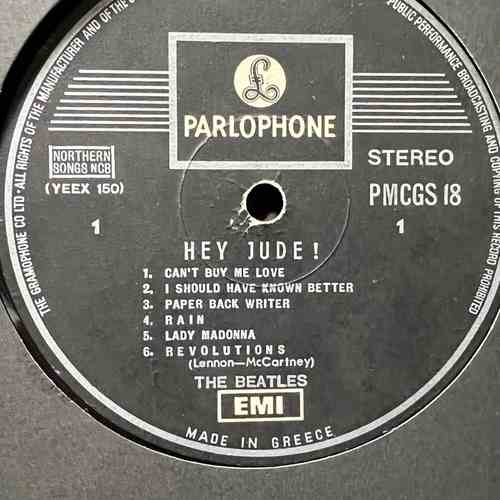 THE GRAMOPHONE CO LTD · ALL RIGHTS OF THE MANUFACTURER AND OF THE
PUBLIC PERFORMANCE BROADCASTING AND COPYING OF THIS RECORD PROHIBITED
£
PARLOPHONE
NORTHERN
SONGS NCB
(YEEX 150)
1
STEREO
PMCGS 18
1
HEY JUDE!
1. CAN'T BUY ME LOVE
2. I SHOULD HAVE KNOWN BETTER
3. PAPER BACK WRITER
4. RAIN
5. LADY MADONNA
6. REVOLUTIONS
(Lennon—McCartney)
THE BEATLES
EMI
MADE IN GREECE